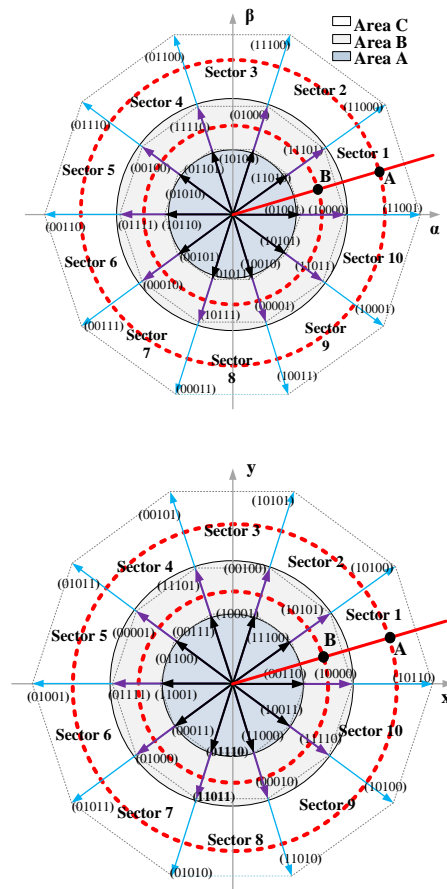 β
Area C
Area B
Area A
(01100)
(11100)
Sector 3
Sector 2
Sector 4
(01110)
(11000)
(11110)
(01000)
(00100)
(01101)
(10100)
(11101)
Sector 1
Sector 5
(01010)
(11010)
B
A
(00110)
(01111)
(10110)
(01001)
(10000)
(11001)
α
(00101)
(10101)
Sector 6
(11011)
Sector 10
(00010)
(01011)
(10010)
(00111)
(10111)
(00001)
(10001)
Sector
7
Sector
8
Sector
9
(00011)
(10011)
y
(00101)
(10101)
Sector 3
Sector 2
Sector 4
(01011)
(11101)
(00100)
(10100)
(00001)
(00111)
(10001)
(10101)
Sector 1
Sector 5
(01100)
(11100)
B
A
(01001)
(01111)
(11001)
(00110)
(10000)
(10110)
x
(00011)
(10011)
Sector 6
(01000)
(01110)
(11000)
(11110)
Sector 10
(01011)
(11011)
(00010)
(10100)
Sector 7
Sector 9
Sector 8
(01010)
(11010)